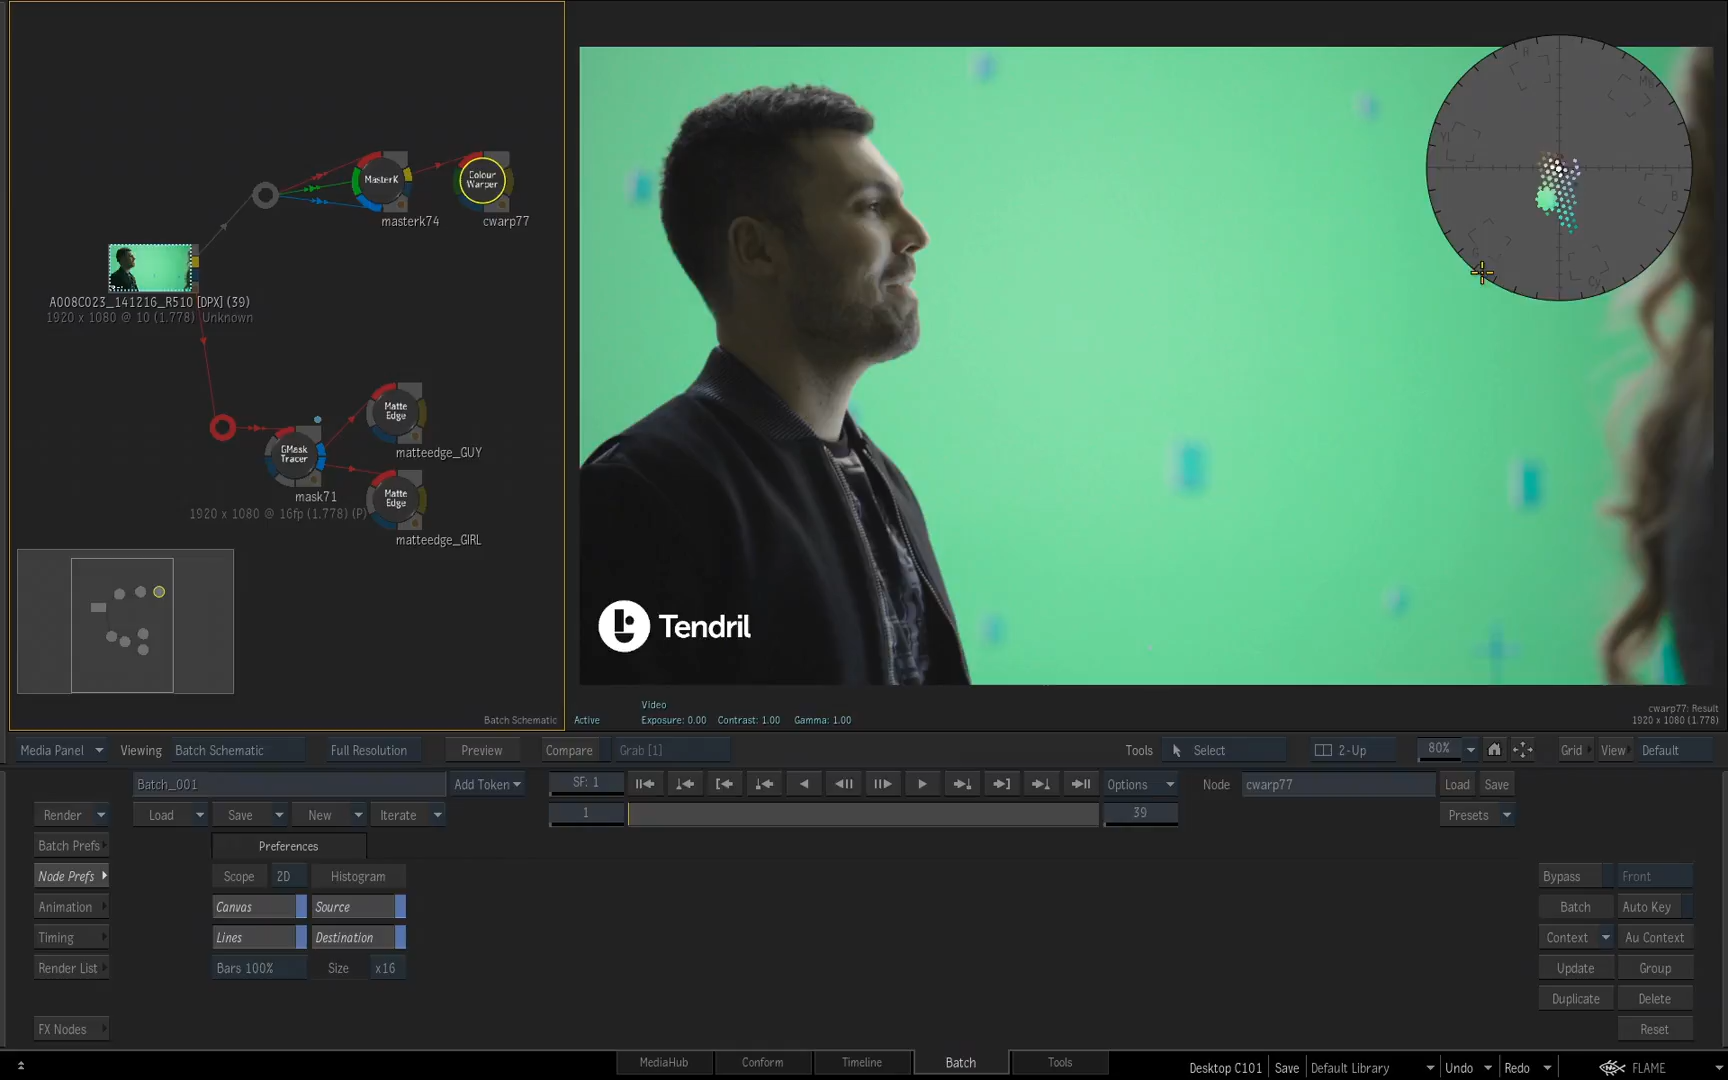 MasterK
masterk74
Colour
Warper
cwarp77
A008C023_141216_R510 [DPX] (39)
1920 x 1080 @ 10 (1.778) Unknown
Matte
Edge
matteedge_GUY
GMask
Tracer
mask71
1920 x 1080 @ 16fp (1.778) (P)
Matte
Edge
matteedge_GIRL
Batch Schematic
R
Mg
YL
B
G
Cy
Tendril
Video
Active
Exposure: 0.00 Contrast: 1.00 Gamma: 1.00
cwarp77: Result
1920 x 1080 (1.778)
Media Panel Viewing Batch Schematic Full Resolution Preview Compare Grab [1] Tools Select 2-Up 80% Grid View Default
Batch_001 Add Token SF: 1 Options Node cwarp77 Load Save
Render Load Save New Iterate 1 39 Presets
Batch Prefs Preferences
Node Prefs Scope 2D Histogram Bypass Front
Animation Canvas Source Batch Auto Key
Timing Lines Destination Context Au Context
Render List Bars 100% Size x16 Update Group
Duplicate Delete
FX Nodes Reset
MediaHub Conform Timeline Batch Tools Desktop C101 Save Default Library Undo Redo FLAME